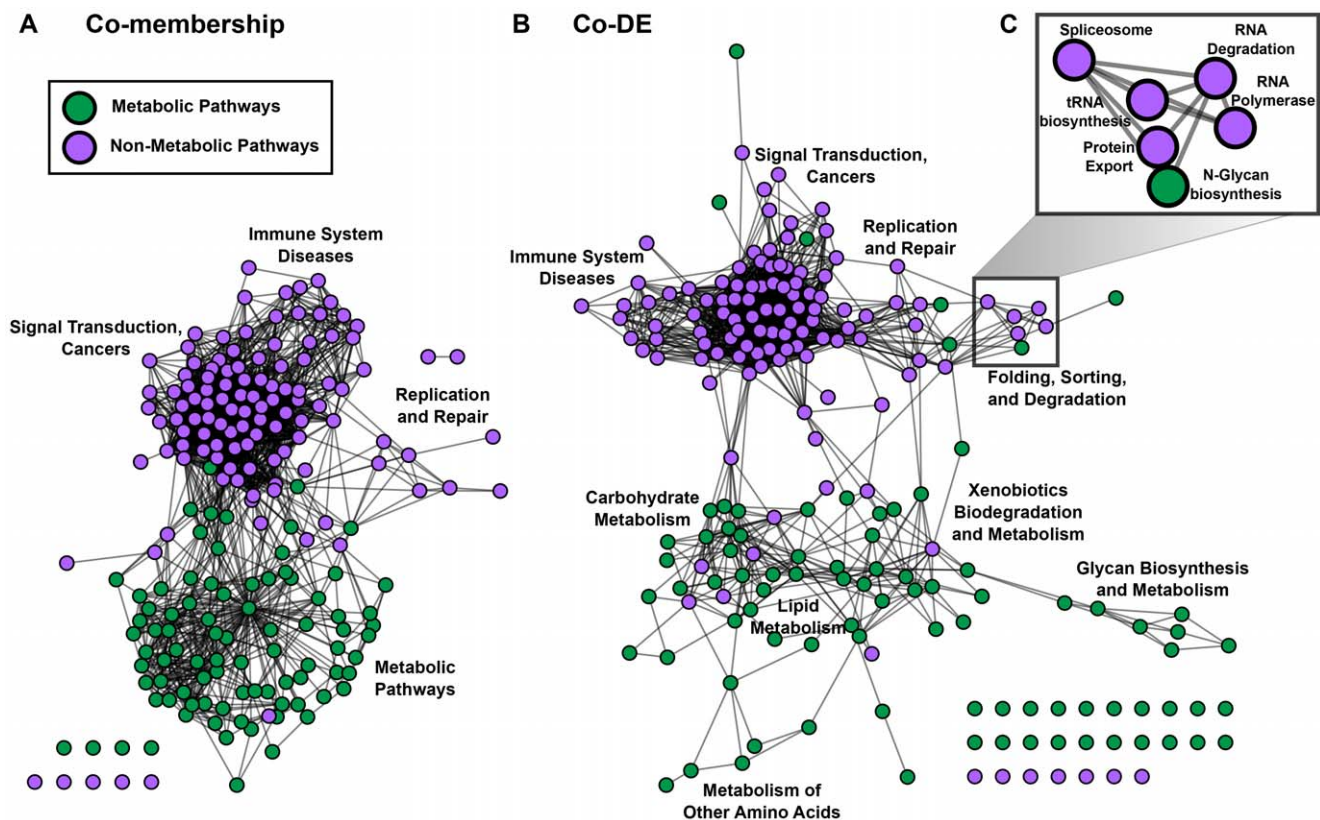 A Co-membership
Metabolic Pathways
Non-Metabolic Pathways
Immune System
Diseases
Signal Transduction,
Cancers
Replication
and Repair
Metabolic
Pathways
B Co-DE
Signal Transduction,
Cancers
Immune System
Diseases
Replication
and Repair
Folding, Sorting,
and Degradation
Carbohydrate
Metabolism
Xenobiotics
Biodegradation
and Metabolism
Lipid
Metabolism
Glycan Biosynthesis
and Metabolism
Metabolism of
Other Amino Acids
C
Spliceosome
RNA
Degradation
RNA
Polymerase
tRNA
biosynthesis
Protein
Export
N-Glycan
biosynthesis